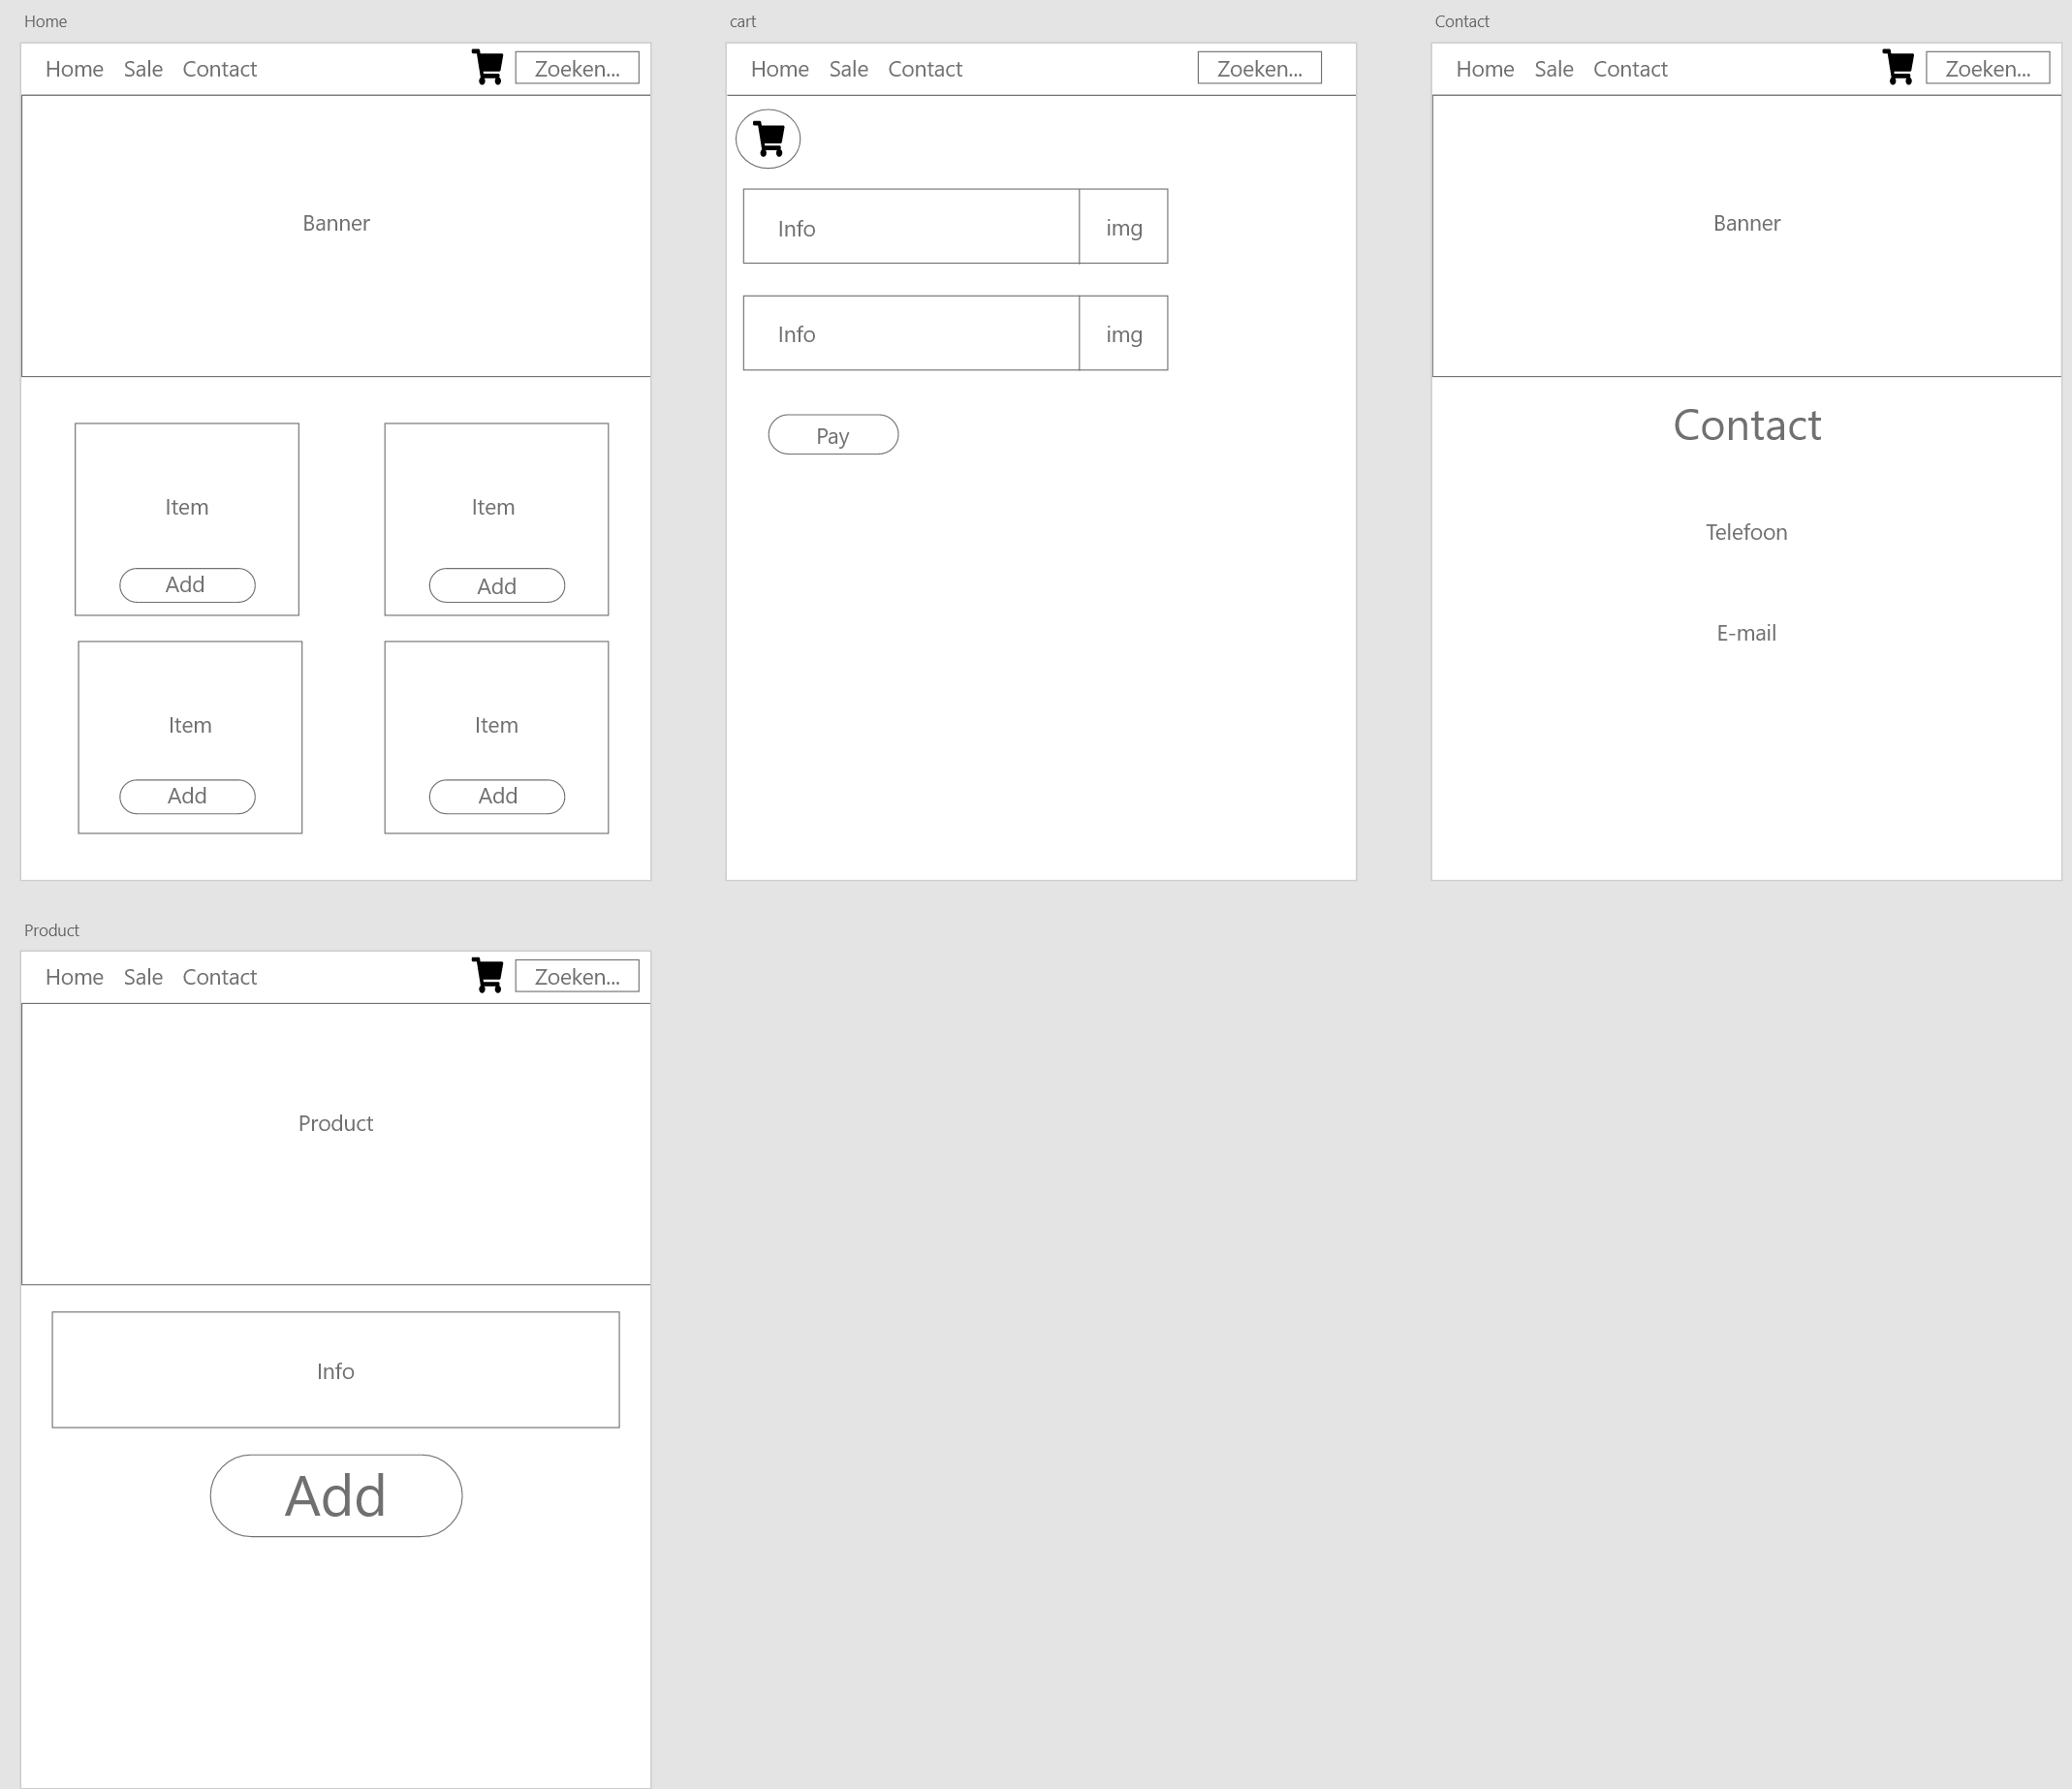 Home
Home Sale Contact Zoeken...
Banner
Item
Item
Add
Add
Item
Item
Add
Add
cart
Home Sale Contact Zoeken...
Info img
Info img
Pay
Contact
Home Sale Contact Zoeken...
Banner
Contact
Telefoon
E-mail
Product
Home Sale Contact Zoeken...
Product
Info
Add